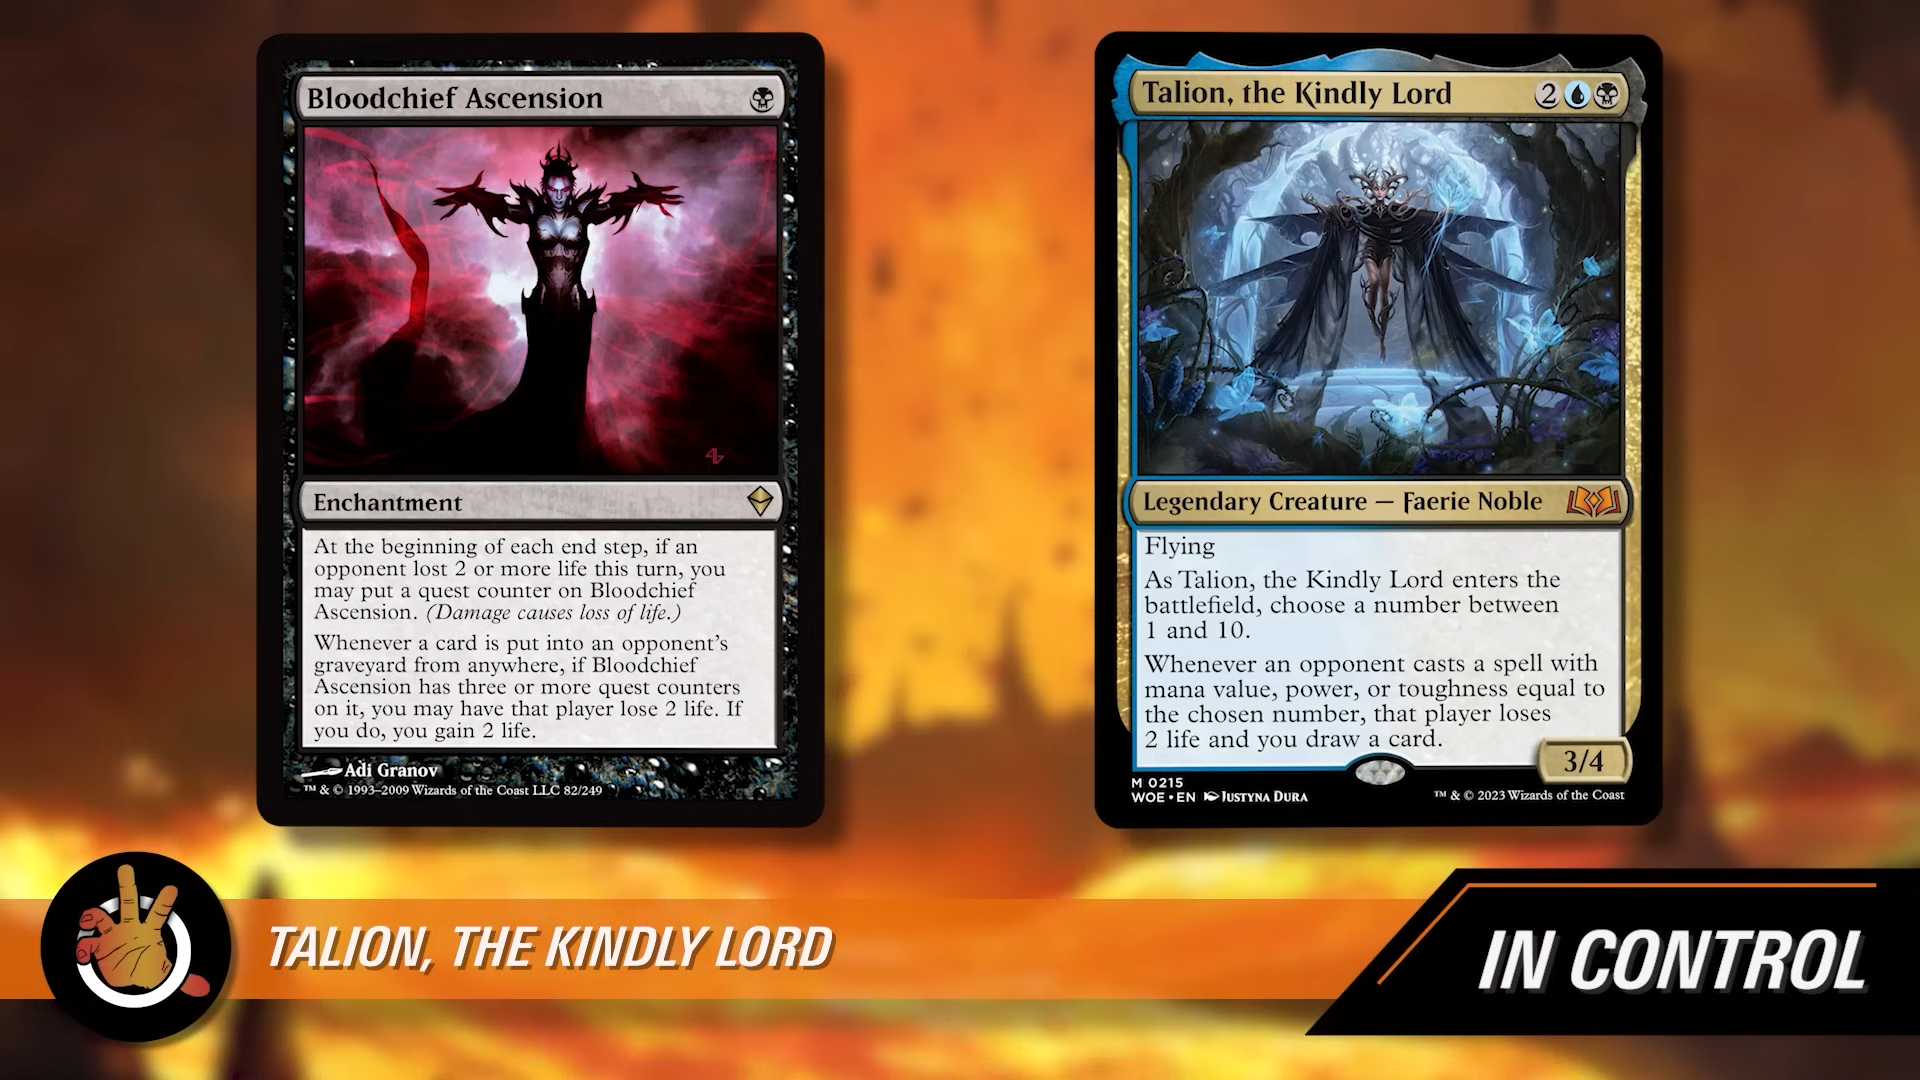 Bloodchief Ascension
Enchantment
At the beginning of each end step, if an
opponent lost 2 or more life this turn, you
may put a quest counter on Bloodchief
Ascension. (Damage causes loss of life.)
Whenever a card is put into an opponent's
graveyard from anywhere, if Bloodchief
Ascension has three or more quest counters
on it, you may have that player lose 2 life. If
you do, you gain 2 life.
Adi Granov
™ & © 1993–2009 Wizards of the Coast LLC 82/249
Talion, the Kindly Lord 2
Legendary Creature — Faerie Noble
Flying
As Talion, the Kindly Lord enters the
battlefield, choose a number between
1 and 10.
Whenever an opponent casts a spell with
mana value, power, or toughness equal to
the chosen number, that player loses
2 life and you draw a card.
3/4
M 0215
WOE • EN JUSTYNA DURA
™ & © 2023 Wizards of the Coast
TALION, THE KINDLY LORD
IN CONTROL